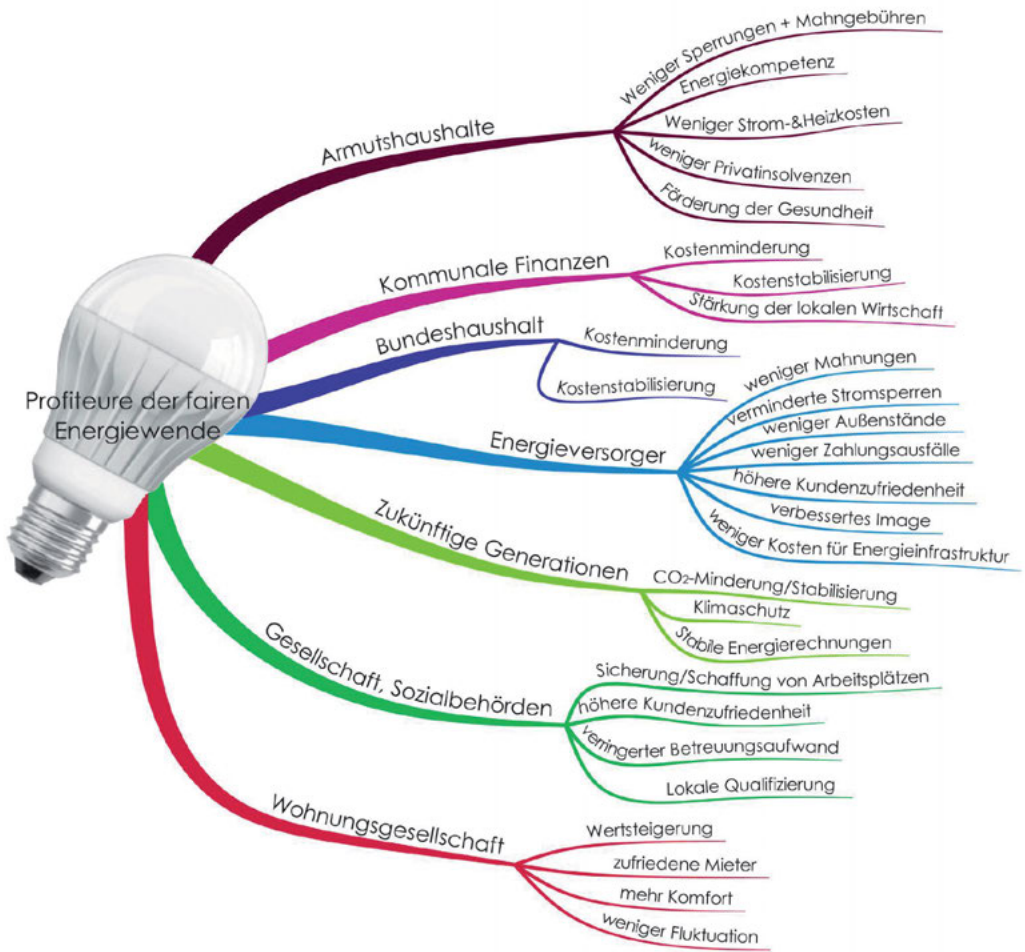 Profiteure der fairen
Energiewende
Armutshaushalte
Weniger Sperrungen + Mahngebühren
Energiekompetenz
Weniger Strom-&Heizkosten
weniger Privatinsolvenzen
Förderung der Gesundheit
Kommunale Finanzen
Kostenminderung
Kostenstabilisierung
Stärkung der lokalen Wirtschaft
Bundeshaushalt
Kostenminderung
Kostenstabilisierung
Energieversorger
weniger Mahnungen
verminderte Stromsperren
weniger Außenstände
weniger Zahlungsausfälle
höhere Kundenzufriedenheit
verbessertes Image
weniger Kosten für Energieinfrastruktur
Zukünftige Generationen
CO₂-Minderung/Stabilisierung
Klimaschutz
Stabile Energierechnungen
Gesellschaft, Sozialbehörden
Sicherung/Schaffung von Arbeitsplätzen
höhere Kundenzufriedenheit
verringerter Betreuungsaufwand
Lokale Qualifizierung
Wohnungsgesellschaft
Wertsteigerung
zufriedene Mieter
mehr Komfort
weniger Fluktuation